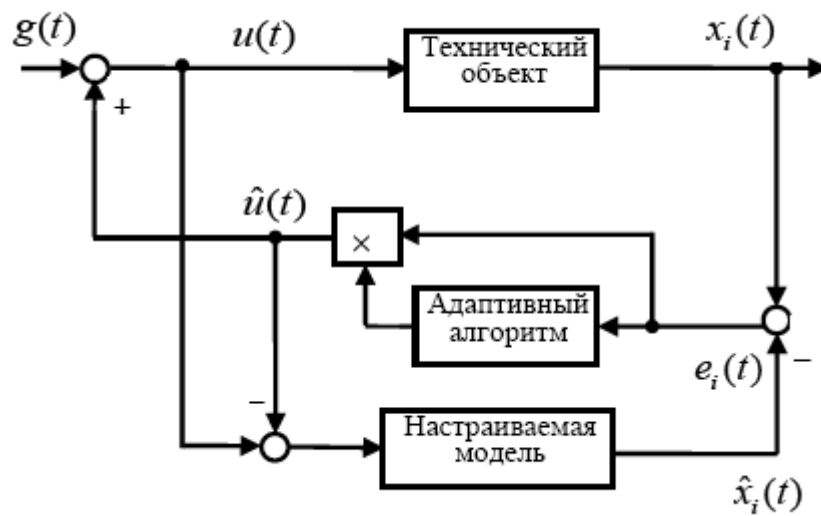 g(t)
u(t)
Технический
объект
x_i(t)
+
û(t)
×
Адаптивный
алгоритм
e_i(t)
−
−
Настраиваемая
модель
x̂_i(t)